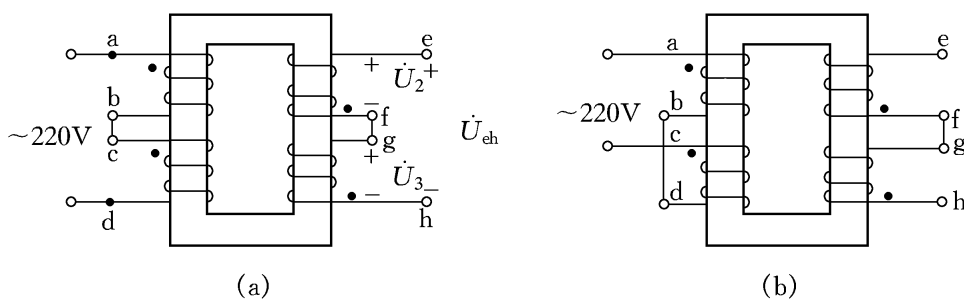 a
b
c
d
~220V
e
+
U̇₂
+
−
f
g
+
U̇₃
−
−
h
U̇eh
(a)
a
b
c
d
~220V
e
f
g
h
(b)